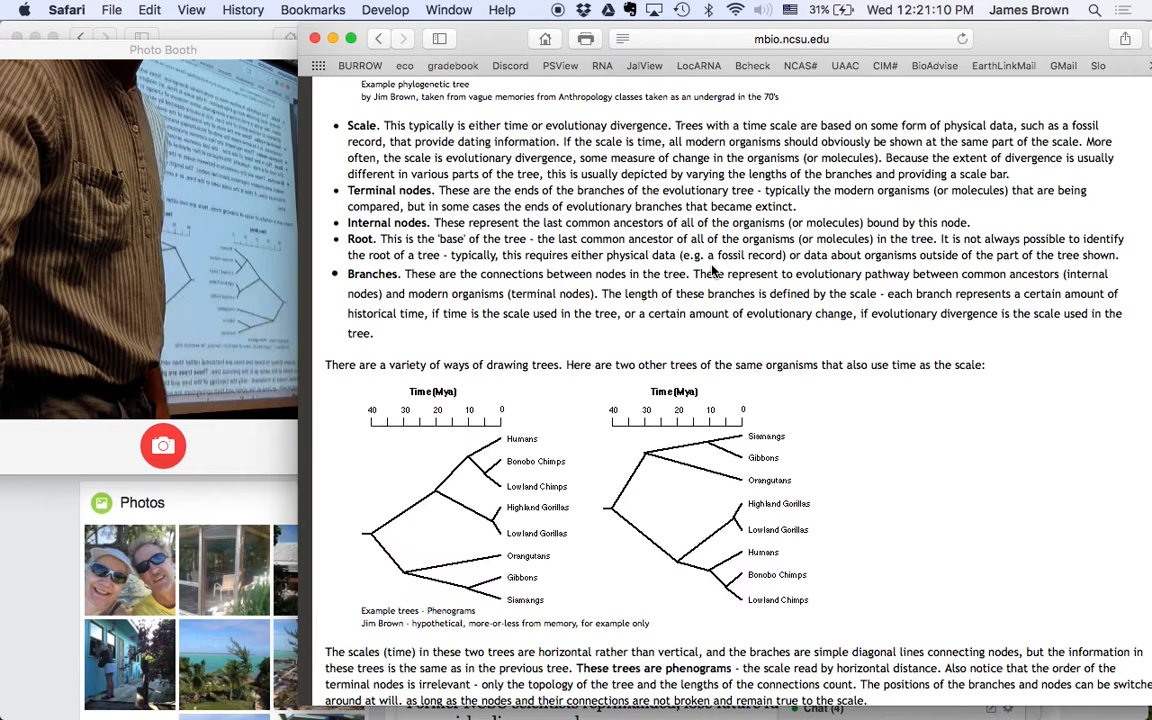 Safari File Edit View History Bookmarks Develop Window Help 31% Wed 12:21:10 PM James Brown
Photo Booth
mbio.ncsu.edu
BURROW eco gradebook Discord PSView RNA JalView LocARNA Bcheck NCAS# UAAC CIM# BioAdvise EarthLinkMail GMail Slo
Example phylogenetic tree
by Jim Brown, taken from vague memories from Anthropology classes taken as an undergrad in the 70's
• Scale. This typically is either time or evolutionay divergence. Trees with a time scale are based on some form of physical data, such as a fossil
record, that provide dating information. If the scale is time, all modern organisms should obviously be shown at the same part of the scale. More
often, the scale is evolutionary divergence, some measure of change in the organisms (or molecules). Because the extent of divergence is usually
different in various parts of the tree, this is usually depicted by varying the lengths of the branches and providing a scale bar.
• Terminal nodes. These are the ends of the branches of the evolutionary tree - typically the modern organisms (or molecules) that are being
compared, but in some cases the ends of evolutionary branches that became extinct.
• Internal nodes. These represent the last common ancestors of all of the organisms (or molecules) bound by this node.
• Root. This is the 'base' of the tree - the last common ancestor of all of the organisms (or molecules) in the tree. It is not always possible to identify
the root of a tree - typically, this requires either physical data (e.g. a fossil record) or data about organisms outside of the part of the tree shown.
• Branches. These are the connections between nodes in the tree. These represent to evolutionary pathway between common ancestors (internal
nodes) and modern organisms (terminal nodes). The length of these branches is defined by the scale - each branch represents a certain amount of
historical time, if time is the scale used in the tree, or a certain amount of evolutionary change, if evolutionary divergence is the scale used in the
tree.
There are a variety of ways of drawing trees. Here are two other trees of the same organisms that also use time as the scale:
Time(Mya)
40 30 20 10 0
Humans
Bonobo Chimps
Lowland Chimps
Highland Gorillas
Lowland Gorillas
Orangutans
Gibbons
Siamangs
Time(Mya)
40 30 20 10 0
Siamangs
Gibbons
Orangutans
Highland Gorillas
Lowland Gorillas
Humans
Bonobo Chimps
Lowland Chimps
Example trees - Phenograms
Jim Brown - hypothetical, more-or-less from memory, for example only
The scales (time) in these two trees are horizontal rather than vertical, and the braches are simple diagonal lines connecting nodes, but the information in
these trees is the same as in the previous tree. These trees are phenograms - the scale read by horizontal distance. Also notice that the order of the
terminal nodes is irrelevant - only the topology of the tree and the lengths of the connections count. The positions of the branches and nodes can be switche
around at will, as long as the nodes and their connections are not broken and remain true to the scale.
Photos
Chat (4)